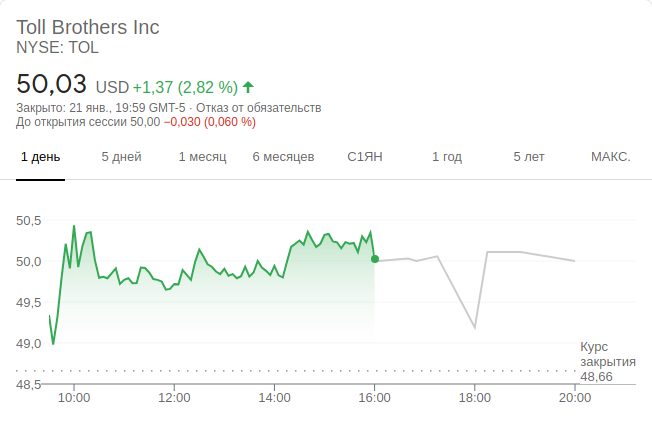 Toll Brothers Inc
NYSE: TOL
50,03 USD +1,37 (2,82 %)
Закрыто: 21 янв., 19:59 GMT-5 · Отказ от обязательств
До открытия сессии 50,00 −0,030 (0,060 %)
1 день 5 дней 1 месяц 6 месяцев С1ЯН 1 год 5 лет МАКС.
50,5
50,0
49,5
49,0
Курс
закрытия
48,66
48,5
10:00 12:00 14:00 16:00 18:00 20:00